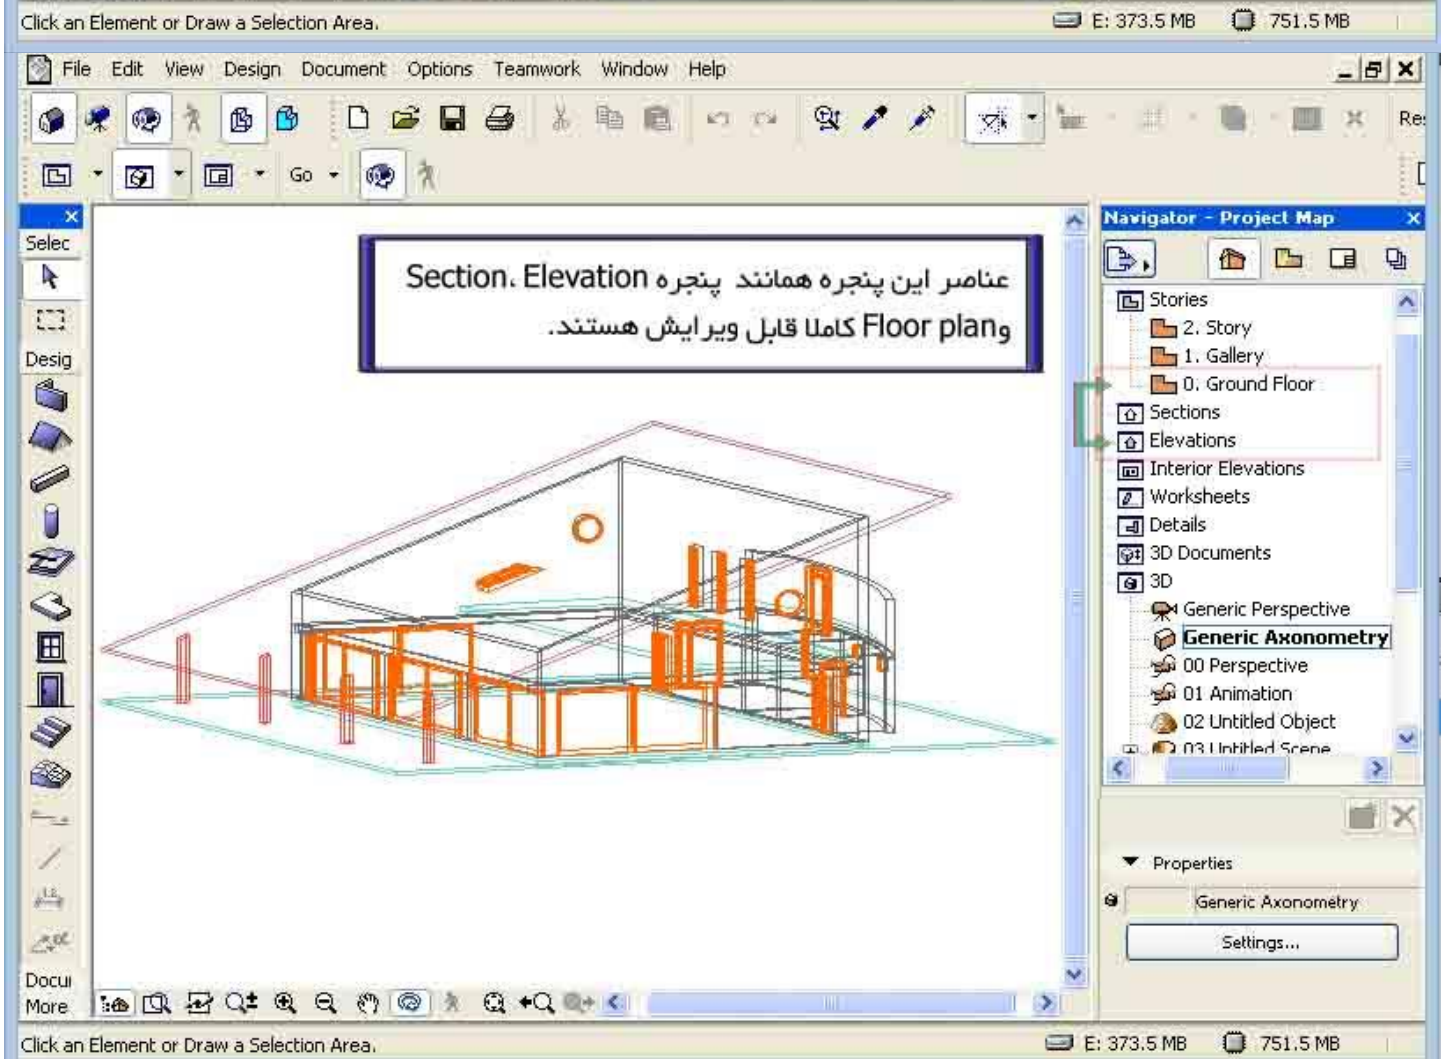 Click an Element or Draw a Selection Area.
E: 373.5 MB
751.5 MB
File Edit View Design Document Options Teamwork Window Help
Go
Selec
Desig
Docui
More
عناصر این پنجره همانند پنجره Section، Elevation
وFloor plan کاملا قابل ویرایش هستند.
Navigator - Project Map
Stories
2. Story
1. Gallery
0. Ground Floor
Sections
Elevations
Interior Elevations
Worksheets
Details
3D Documents
3D
Generic Perspective
Generic Axonometry
00 Perspective
01 Animation
02 Untitled Object
03 Untitled Scene
Properties
Generic Axonometry
Settings...
Click an Element or Draw a Selection Area.
E: 373.5 MB
751.5 MB